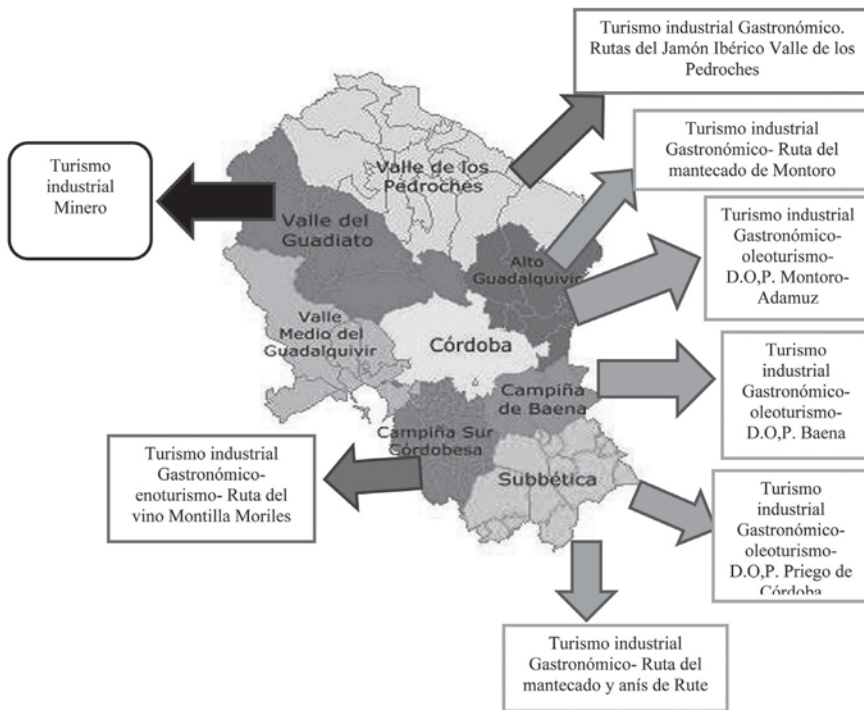 Turismo industrial Gastronómico.
Rutas del Jamón Ibérico Valle de los
Pedroches
Turismo industrial
Gastronómico- Ruta del
mantecado de Montoro
Turismo
industrial
Minero
Valle de los
Pedroches
Valle del
Guadiato
Turismo industrial
Gastronómico-
oleoturismo-
D.O,P. Montoro-
Adamuz
Alto
Guadalquivir
Valle
Medio del
Guadalquivir
Córdoba
Turismo
industrial
Gastronómico-
oleoturismo-
D.O,P. Baena
Campiña
de Baena
Campiña Sur
Córdobesa
Turismo industrial
Gastronómico-
enoturismo- Ruta del
vino Montilla Moriles
Subbética
Turismo
industrial
Gastronómico-
oleoturismo-
D.O,P. Priego de
Córdoba
Turismo industrial
Gastronómico- Ruta del
mantecado y anís de Rute